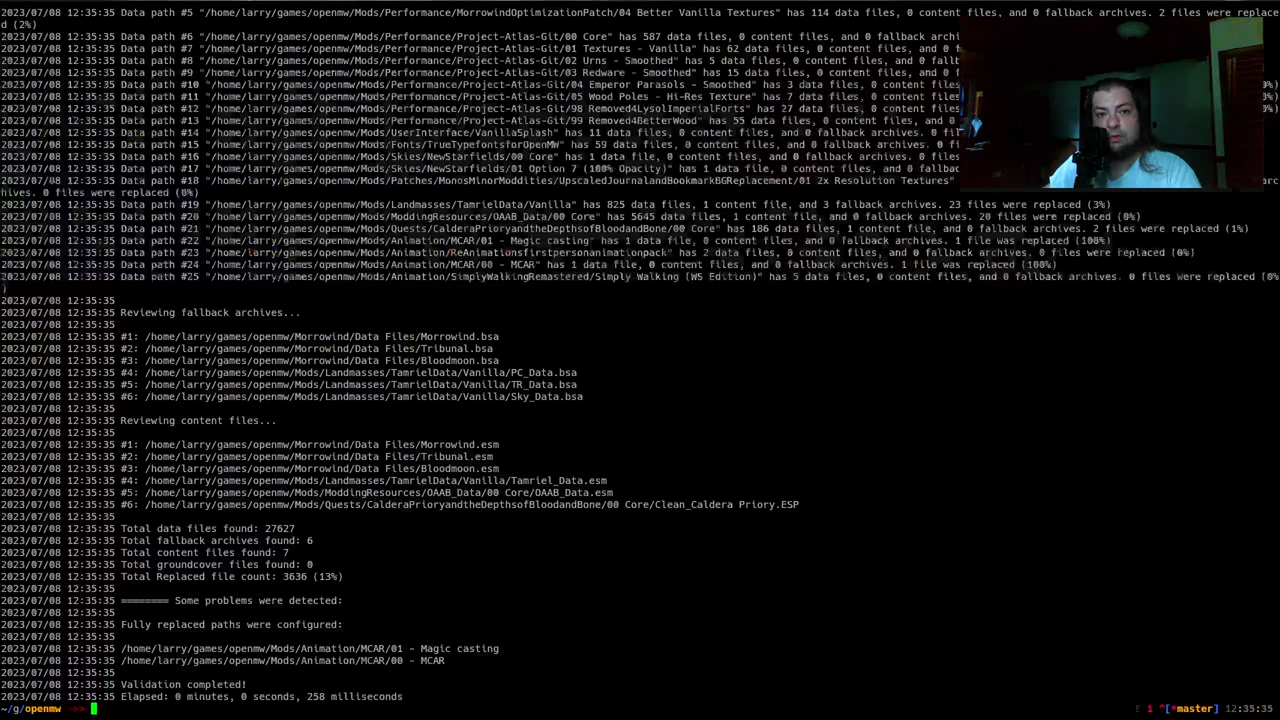 2023/07/08 12:35:35 Data path #5 "/home/larry/games/openmw/Mods/Performance/MorrowindOptimizationPatch/04 Better Vanilla Textures" has 114 data files, 0 content files, and 0 fallback archives. 2 files were replace
d (2%)
2023/07/08 12:35:35 Data path #6 "/home/larry/games/openmw/Mods/Performance/Project-Atlas-Git/00 Core" has 587 data files, 0 content files, and 0 fallback
2023/07/08 12:35:35 Data path #7 "/home/larry/games/openmw/Mods/Performance/Project-Atlas-Git/01 Textures - Vanilla" has 62 data files, 0 content files, and 0
2023/07/08 12:35:35 Data path #8 "/home/larry/games/openmw/Mods/Performance/Project-Atlas-Git/02 Urns - Smoothed" has 5 data files, 0 content files, and 0 fal
2023/07/08 12:35:35 Data path #9 "/home/larry/games/openmw/Mods/Performance/Project-Atlas-Git/03 Redware - Smoothed" has 15 data files, 0 content files, and 0
2023/07/08 12:35:35 Data path #10 "/home/larry/games/openmw/Mods/Performance/Project-Atlas-Git/04 Emperor Parasols - Smoothed" has 3 data files, 0 content files
2023/07/08 12:35:35 Data path #11 "/home/larry/games/openmw/Mods/Performance/Project-Atlas-Git/05 Wood Poles - Hi-Res Texture" has 7 data files, 0 content files
2023/07/08 12:35:35 Data path #12 "/home/larry/games/openmw/Mods/Performance/Project-Atlas-Git/98 RemovedALysolImperialForts" has 27 data files, 0 content files
2023/07/08 12:35:35 Data path #13 "/home/larry/games/openmw/Mods/Performance/Project-Atlas-Git/99 Removed4BetterWood" has 55 data files, 0 content files, and 0
2023/07/08 12:35:35 Data path #14 "/home/larry/games/openmw/Mods/UserInterface/VanillaSplash" has 11 data files, 0 content files, and 0 fallback archives. 0 fi
2023/07/08 12:35:35 Data path #15 "/home/larry/games/openmw/Mods/Fonts/TrueTypefontsforOpenMW" has 59 data files, 0 content files, and 0 fallback archives. 0 f
2023/07/08 12:35:35 Data path #16 "/home/larry/games/openmw/Mods/Skies/NewStarfields/00 Core" has 1 data file, 0 content files, and 0 fallback archives.
2023/07/08 12:35:35 Data path #17 "/home/larry/games/openmw/Mods/Skies/NewStarfields/01 Option 7 (100% Opacity)" has 1 data file, 0 content files, and 0 fallb
2023/07/08 12:35:35 Data path #18 "/home/larry/games/openmw/Mods/Patches/MonosMinorModdities/UpscaledJournalandBookmarkBGReplacement/01 2x Resolution Textures"
hives. 0 files were replaced (0%)
2023/07/08 12:35:35 Data path #19 "/home/larry/games/openmw/Mods/Landmasses/TamrielData/Vanilla" has 825 data files, 1 content file, and 3 fallback archives. 23 files were replaced (3%)
2023/07/08 12:35:35 Data path #20 "/home/larry/games/openmw/Mods/ModdingResources/OAAB_Data/00 Core" has 5645 data files, 1 content file, and 0 fallback archives. 20 files were replaced (0%)
2023/07/08 12:35:35 Data path #21 "/home/larry/games/openmw/Mods/Quests/CalderaPrioryandtheDepthsofBloodandBone/00 Core" has 186 data files, 1 content file, and 0 fallback archives. 2 files were replaced (1%)
2023/07/08 12:35:35 Data path #22 "/home/larry/games/openmw/Mods/Animation/MCAR/01 - Magic casting" has 1 data file, 0 content files, and 0 fallback archives. 1 file was replaced (100%)
2023/07/08 12:35:35 Data path #23 "/home/larry/games/openmw/Mods/Animation/ReAnimationsfirstpersonanimationpack" has 2 data files, 0 content files, and 0 fallback archives. 0 files were replaced (0%)
2023/07/08 12:35:35 Data path #24 "/home/larry/games/openmw/Mods/Animation/MCAR/00 - MCAR" has 1 data file, 0 content files, and 0 fallback archives. 1 file was replaced (100%)
2023/07/08 12:35:35 Data path #25 "/home/larry/games/openmw/Mods/Animation/SimplyWalkingRemastered/Simply Walking (WS Edition)" has 5 data files, 0 content files, and 0 fallback archives. 0 files were replaced (0%
)
2023/07/08 12:35:35
2023/07/08 12:35:35 Reviewing fallback archives...
2023/07/08 12:35:35
2023/07/08 12:35:35 #1: /home/larry/games/openmw/Morrowind/Data Files/Morrowind.bsa
2023/07/08 12:35:35 #2: /home/larry/games/openmw/Morrowind/Data Files/Tribunal.bsa
2023/07/08 12:35:35 #3: /home/larry/games/openmw/Morrowind/Data Files/Bloodmoon.bsa
2023/07/08 12:35:35 #4: /home/larry/games/openmw/Mods/Landmasses/TamrielData/Vanilla/PC_Data.bsa
2023/07/08 12:35:35 #5: /home/larry/games/openmw/Mods/Landmasses/TamrielData/Vanilla/TR_Data.bsa
2023/07/08 12:35:35 #6: /home/larry/games/openmw/Mods/Landmasses/TamrielData/Vanilla/Sky_Data.bsa
2023/07/08 12:35:35
2023/07/08 12:35:35 Reviewing content files...
2023/07/08 12:35:35
2023/07/08 12:35:35 #1: /home/larry/games/openmw/Morrowind/Data Files/Morrowind.esm
2023/07/08 12:35:35 #2: /home/larry/games/openmw/Morrowind/Data Files/Tribunal.esm
2023/07/08 12:35:35 #3: /home/larry/games/openmw/Morrowind/Data Files/Bloodmoon.esm
2023/07/08 12:35:35 #4: /home/larry/games/openmw/Mods/Landmasses/TamrielData/Vanilla/Tamriel_Data.esm
2023/07/08 12:35:35 #5: /home/larry/games/openmw/Mods/ModdingResources/OAAB_Data/00 Core/OAAB_Data.esm
2023/07/08 12:35:35 #6: /home/larry/games/openmw/Mods/Quests/CalderaPrioryandtheDepthsofBloodandBone/00 Core/Clean_Caldera Priory.ESP
2023/07/08 12:35:35
2023/07/08 12:35:35 Total data files found: 27627
2023/07/08 12:35:35 Total fallback archives found: 6
2023/07/08 12:35:35 Total content files found: 7
2023/07/08 12:35:35 Total groundcover files found: 0
2023/07/08 12:35:35 Total Replaced file count: 3636 (13%)
2023/07/08 12:35:35
2023/07/08 12:35:35 ======== Some problems were detected:
2023/07/08 12:35:35
2023/07/08 12:35:35 Fully replaced paths were configured:
2023/07/08 12:35:35
2023/07/08 12:35:35 /home/larry/games/openmw/Mods/Animation/MCAR/01 - Magic casting
2023/07/08 12:35:35 /home/larry/games/openmw/Mods/Animation/MCAR/00 - MCAR
2023/07/08 12:35:35
2023/07/08 12:35:35 Validation completed!
2023/07/08 12:35:35 Elapsed: 0 minutes, 0 seconds, 258 milliseconds
~/g/openmw ->> E 1 ^[*master] 12:35:35